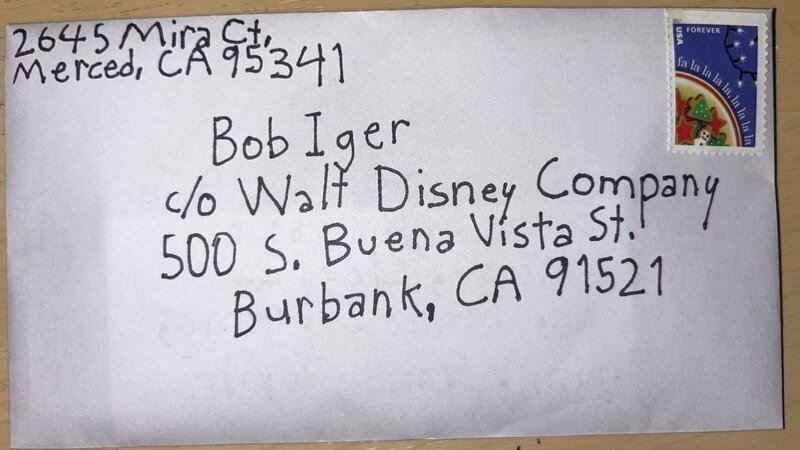 2645 Mira Ct,
Merced, CA 95341
FOREVER
USA
fa la la la la, la la la la
Bob Iger
c/o Walt Disney Company
500 S. Buena Vista St.
Burbank, CA 91521